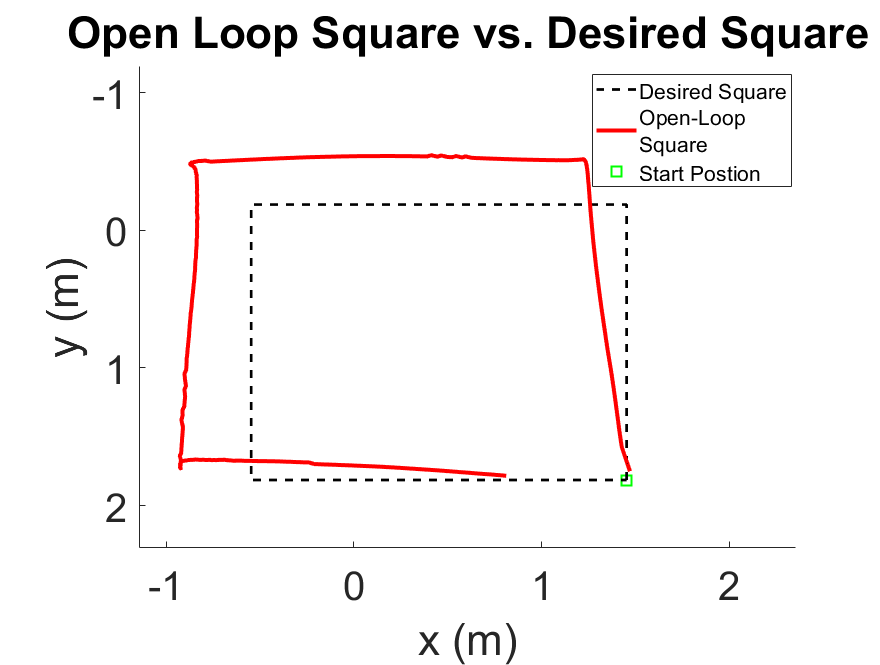 Open Loop Square vs. Desired Square
-1
0
1
2
y (m)
Desired Square
Open-Loop
Square
Start Postion
-1
0
1
2
x (m)